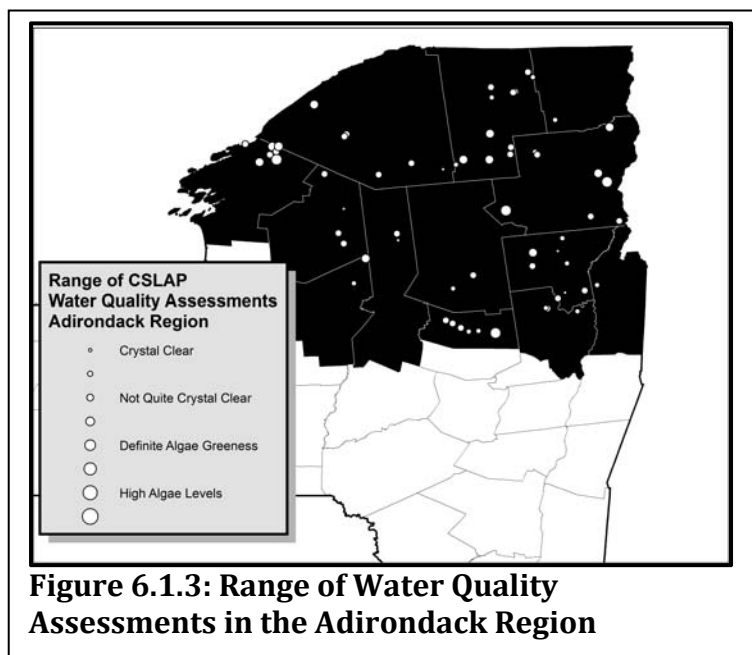 Range of CSLAP
Water Quality Assessments
Adirondack Region
Crystal Clear
Not Quite Crystal Clear
Definite Algae Greeness
High Algae Levels
Figure 6.1.3: Range of Water Quality
Assessments in the Adirondack Region